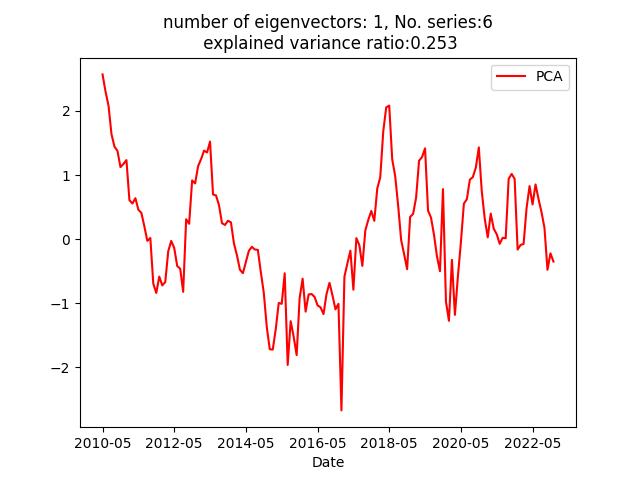 number of eigenvectors: 1, No. series:6
explained variance ratio:0.253
PCA
2
1
0
−1
−2
2010-05 2012-05 2014-05 2016-05 2018-05 2020-05 2022-05
Date